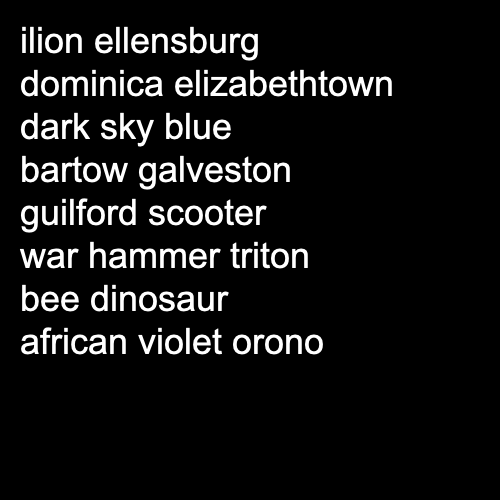 ilion ellensburg
dominica elizabethtown
dark sky blue
bartow galveston
guilford scooter
war hammer triton
bee dinosaur
african violet orono